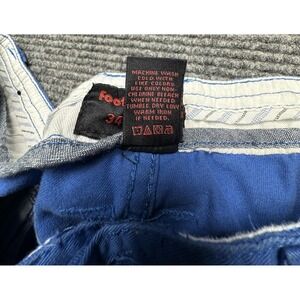 MACHINE WASH
COLD WITH
LIKE COLORS.
USE ONLY NON-
CHLORINE BLEACH
WHEN NEEDED
TUMBLE DRY LOW
WARM IRON
IF NEEDED.
Foot
34